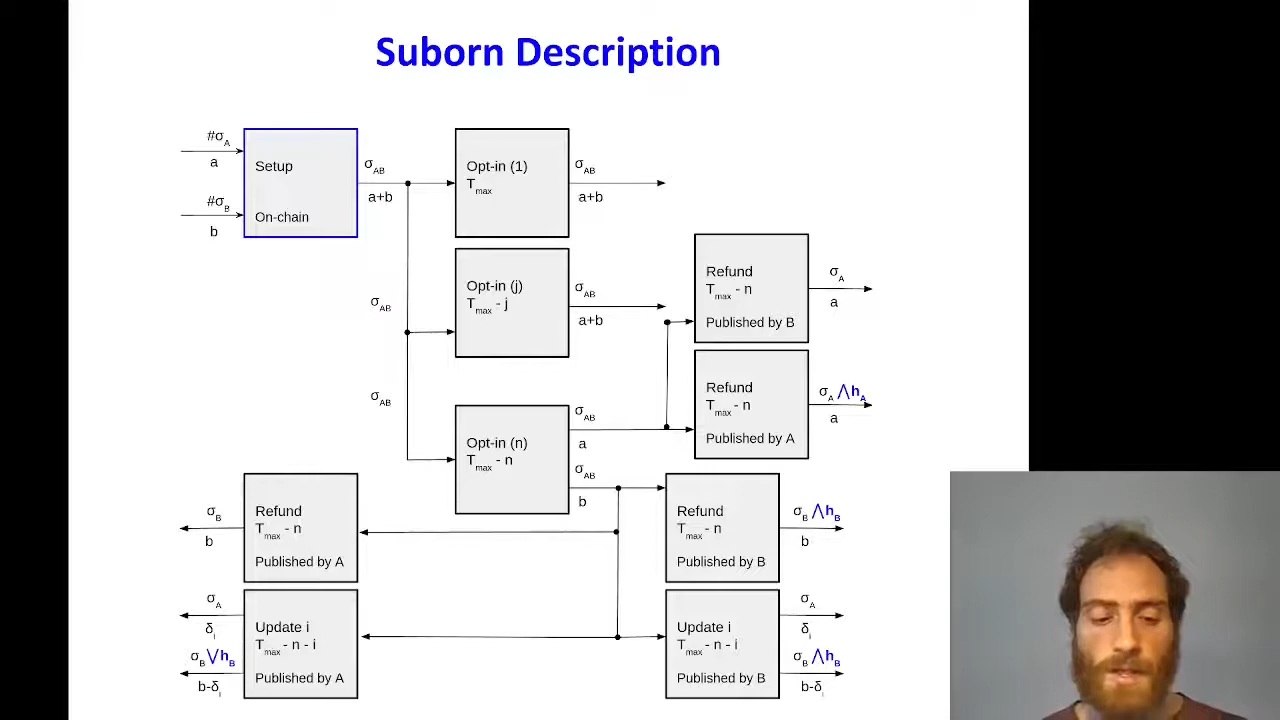 Suborn Description
#σA
a
#σB
b
Setup
On-chain
σAB
a+b
Opt-in (1)
Tmax
σAB
a+b
σAB
Opt-in (j)
Tmax - j
σAB
a+b
Refund
Tmax - n
Published by B
σA
a
σAB
Opt-in (n)
Tmax - n
σAB
a
σAB
b
Refund
Tmax - n
Published by A
σA ⋀hA
a
σB
b
Refund
Tmax - n
Published by A
Refund
Tmax - n
Published by B
σB ⋀hB
b
σA
δi
σB ⋁hB
b-δi
Update i
Tmax - n - i
Published by A
Update i
Tmax - n - i
Published by B
σA
δi
σB ⋀hB
b-δi